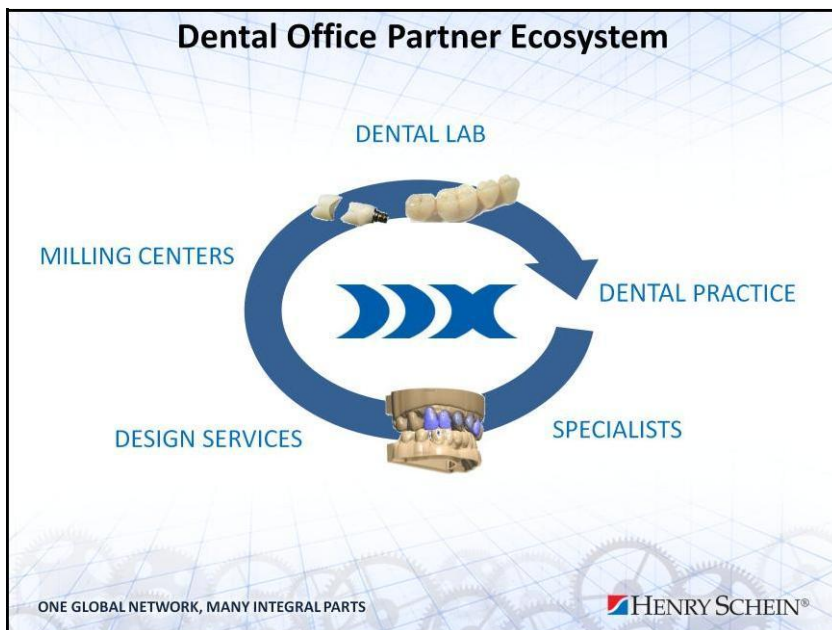 Dental Office Partner Ecosystem
DENTAL LAB
MILLING CENTERS
DDX
DENTAL PRACTICE
DESIGN SERVICES
SPECIALISTS
ONE GLOBAL NETWORK, MANY INTEGRAL PARTS
HENRY SCHEIN®